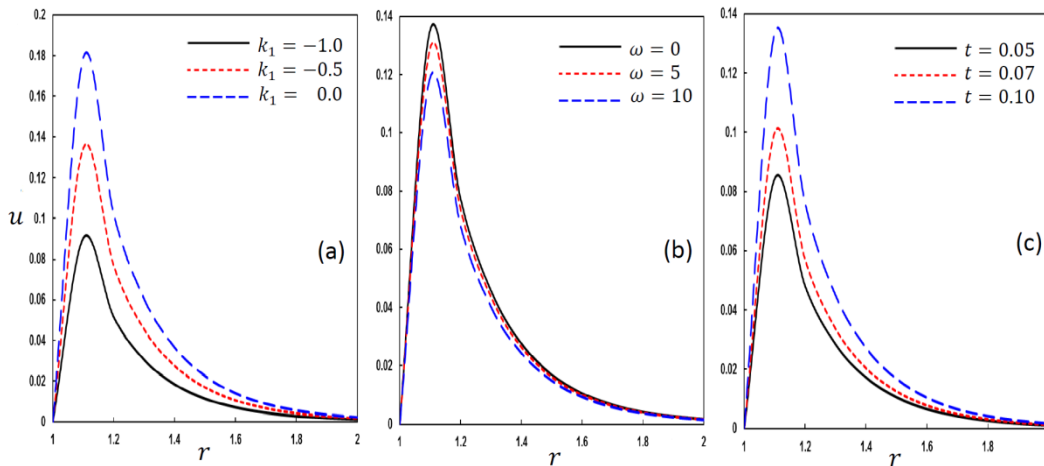 0.2
0.18
0.16
0.14
0.12
0.1
0.08
0.06
0.04
0.02
0
u
k₁ = −1.0
k₁ = −0.5
k₁ = 0.0
(a)
1 1.2 1.4 1.6 1.8 2
r
0.14
0.12
0.1
0.08
0.06
0.04
0.02
0
ω = 0
ω = 5
ω = 10
(b)
1 1.2 1.4 1.6 1.8 2
r
0.14
0.12
0.1
0.08
0.06
0.04
0.02
0
t = 0.05
t = 0.07
t = 0.10
(c)
1 1.2 1.4 1.6 1.8
r